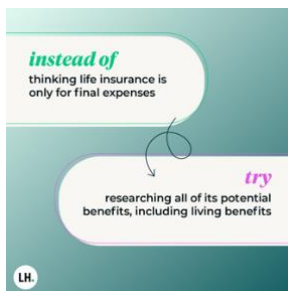 instead of
thinking life insurance is
only for final expenses
try
researching all of its potential
benefits, including living benefits
LH.